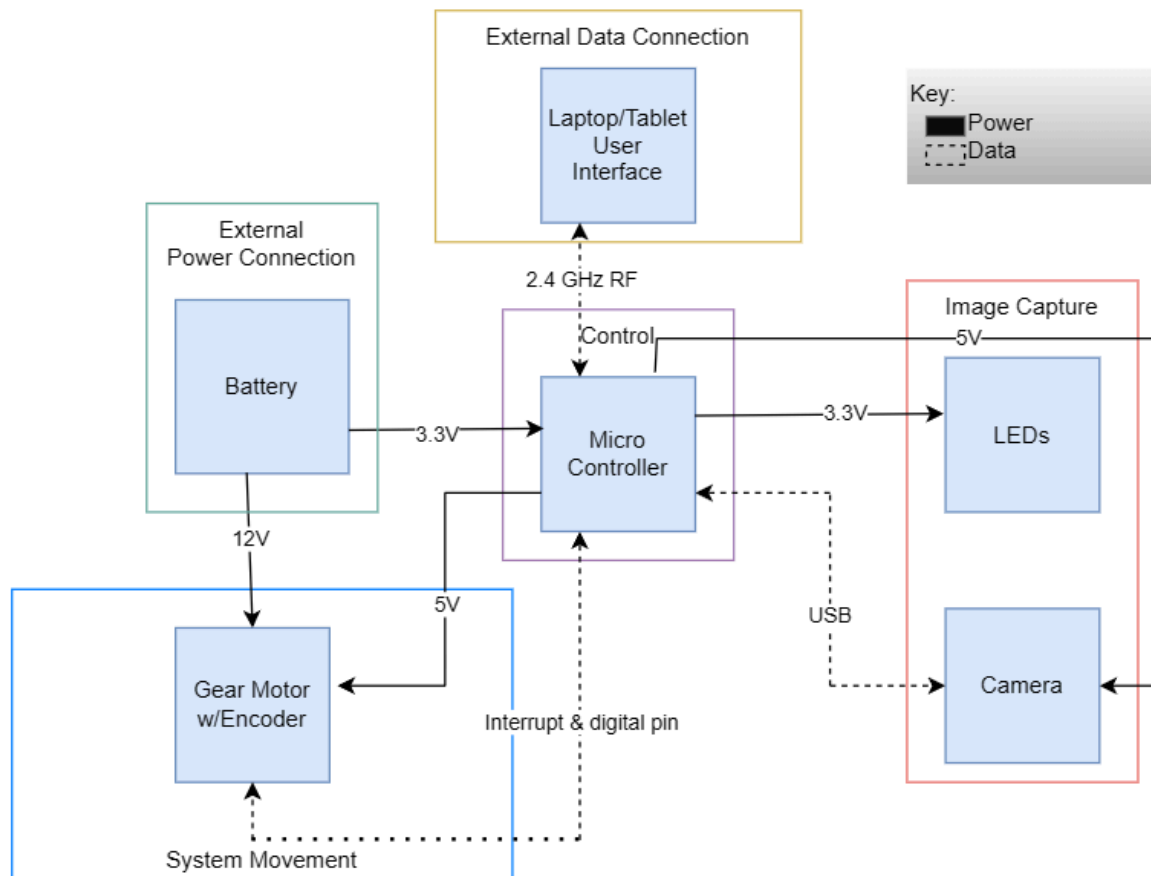 External Data Connection
Laptop/Tablet
User
Interface
Key:
Power
Data
External
Power Connection
2.4 GHz RF
Image Capture
Control
5V
Battery
3.3V
Micro
Controller
3.3V
LEDs
12V
5V
USB
Gear Motor
w/Encoder
Camera
Interrupt & digital pin
System Movement